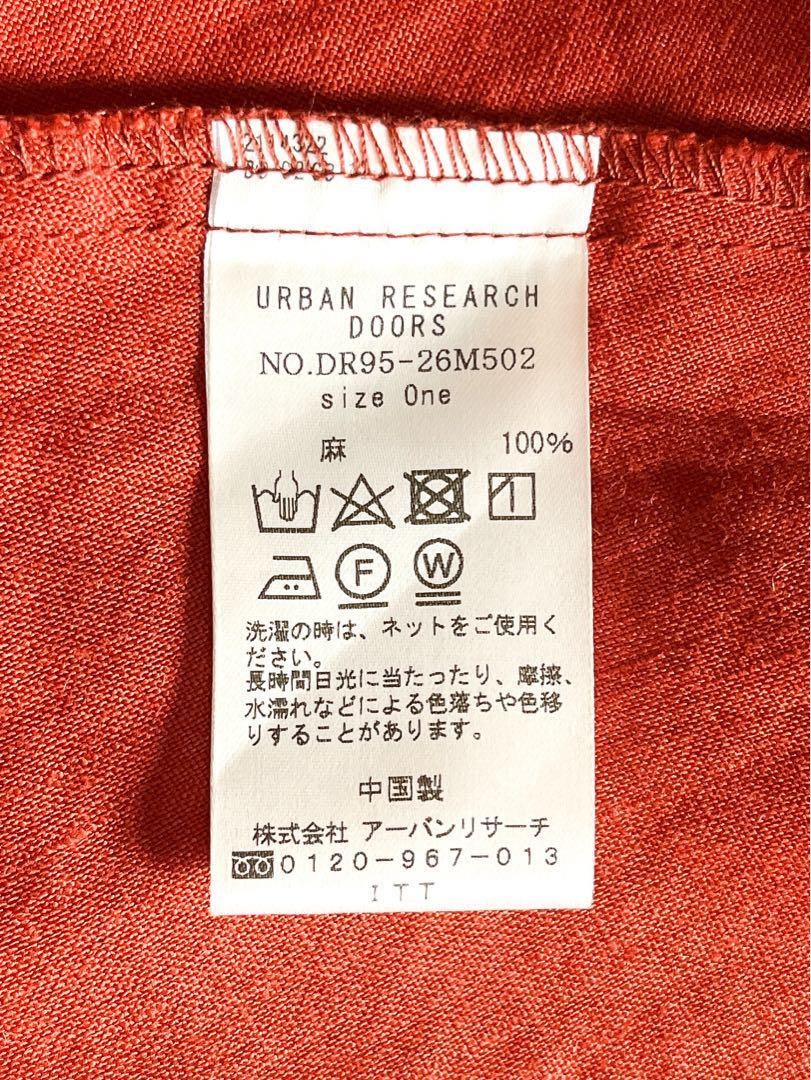 URBAN RESEARCH
DOORS
NO.DR95-26M502
size One
麻 100%
F W
洗濯の時は、ネットをご使用く
ださい。
長時間日光に当たったり、摩擦、
水濡れなどによる色落ちや色移
りすることがあります。
中国製
株式会社 アーバンリサーチ
0120-967-013
ITT